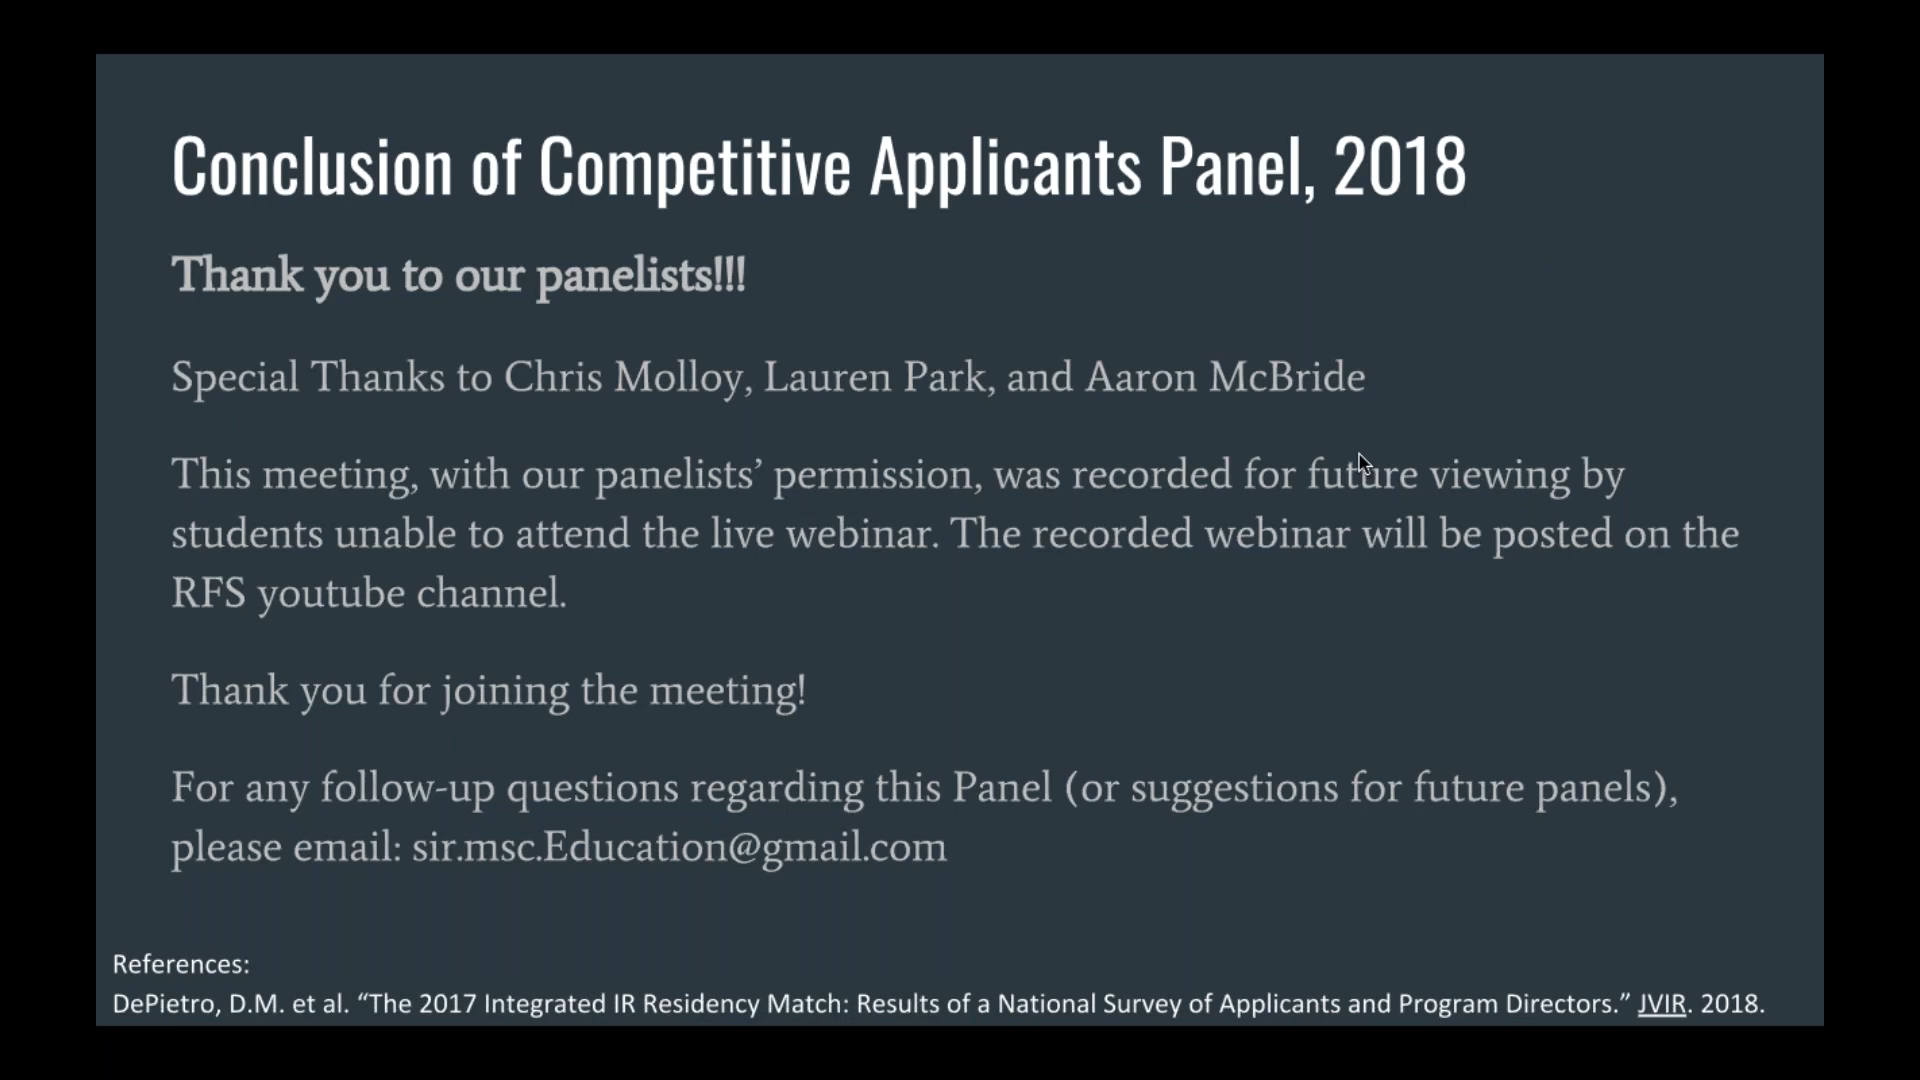 Conclusion of Competitive Applicants Panel, 2018
Thank you to our panelists!!!
Special Thanks to Chris Molloy, Lauren Park, and Aaron McBride
This meeting, with our panelists’ permission, was recorded for future viewing by
students unable to attend the live webinar. The recorded webinar will be posted on the
RFS youtube channel.
Thank you for joining the meeting!
For any follow-up questions regarding this Panel (or suggestions for future panels),
please email: sir.msc.Education@gmail.com
References:
DePietro, D.M. et al. “The 2017 Integrated IR Residency Match: Results of a National Survey of Applicants and Program Directors.” JVIR. 2018.